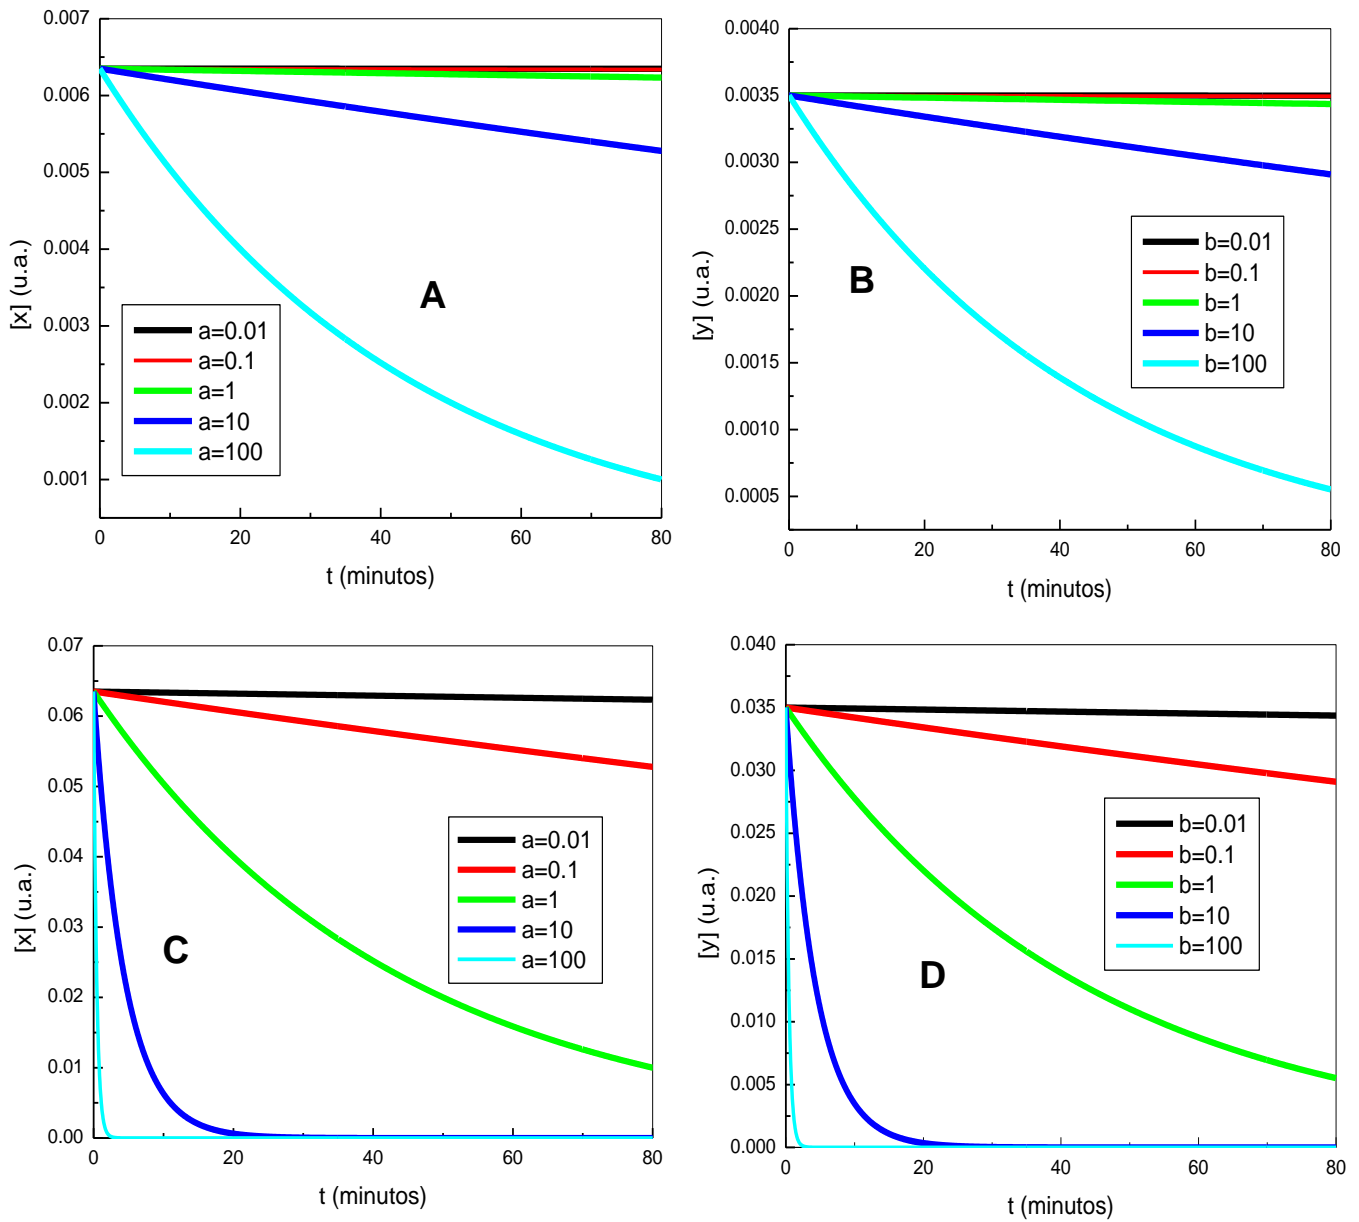 0.007
0.006
0.005
0.004
0.003
0.002
0.001
[x] (u.a.)
A
a=0.01
a=0.1
a=1
a=10
a=100
0 20 40 60 80
t (minutos)
0.0040
0.0035
0.0030
0.0025
0.0020
0.0015
0.0010
0.0005
[y] (u.a.)
B
b=0.01
b=0.1
b=1
b=10
b=100
0 20 40 60 80
t (minutos)
0.07
0.06
0.05
0.04
0.03
0.02
0.01
0.00
[x] (u.a.)
C
a=0.01
a=0.1
a=1
a=10
a=100
0 20 40 60 80
t (minutos)
0.040
0.035
0.030
0.025
0.020
0.015
0.010
0.005
0.000
[y] (u.a.)
D
b=0.01
b=0.1
b=1
b=10
b=100
0 20 40 60 80
t (minutos)